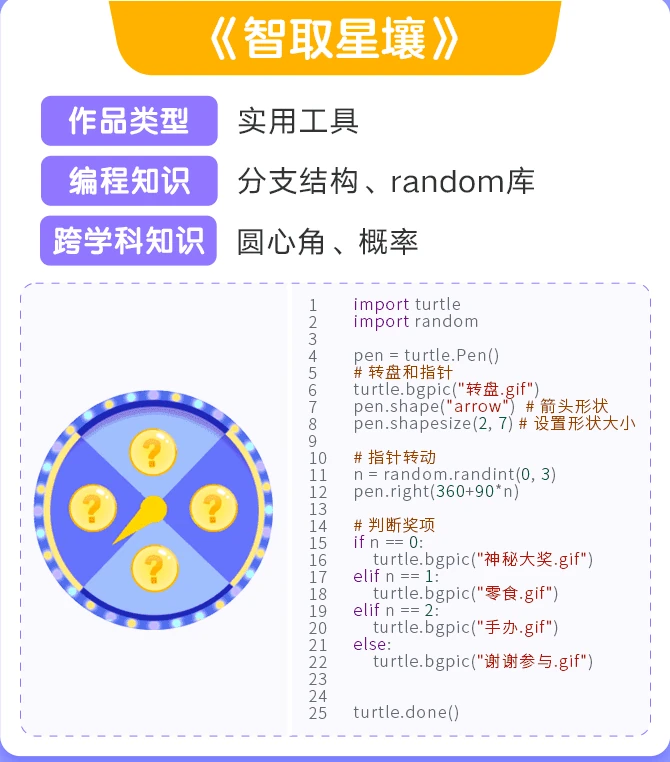 《智取星壤》
作品类型 实用工具
编程知识 分支结构、random库
跨学科知识 圆心角、概率
1 import turtle
2 import random
3
4 pen = turtle.Pen()
5 # 转盘和指针
6 turtle.bgpic("转盘.gif")
7 pen.shape("arrow") # 箭头形状
8 pen.shapesize(2, 7) # 设置形状大小
9
10 # 指针转动
11 n = random.randint(0, 3)
12 pen.right(360+90*n)
13
14 # 判断奖项
15 if n == 0:
16 turtle.bgpic("神秘大奖.gif")
17 elif n == 1:
18 turtle.bgpic("零食.gif")
19 elif n == 2:
20 turtle.bgpic("手办.gif")
21 else:
22 turtle.bgpic("谢谢参与.gif")
23
24
25 turtle.done()
?
?
?
?